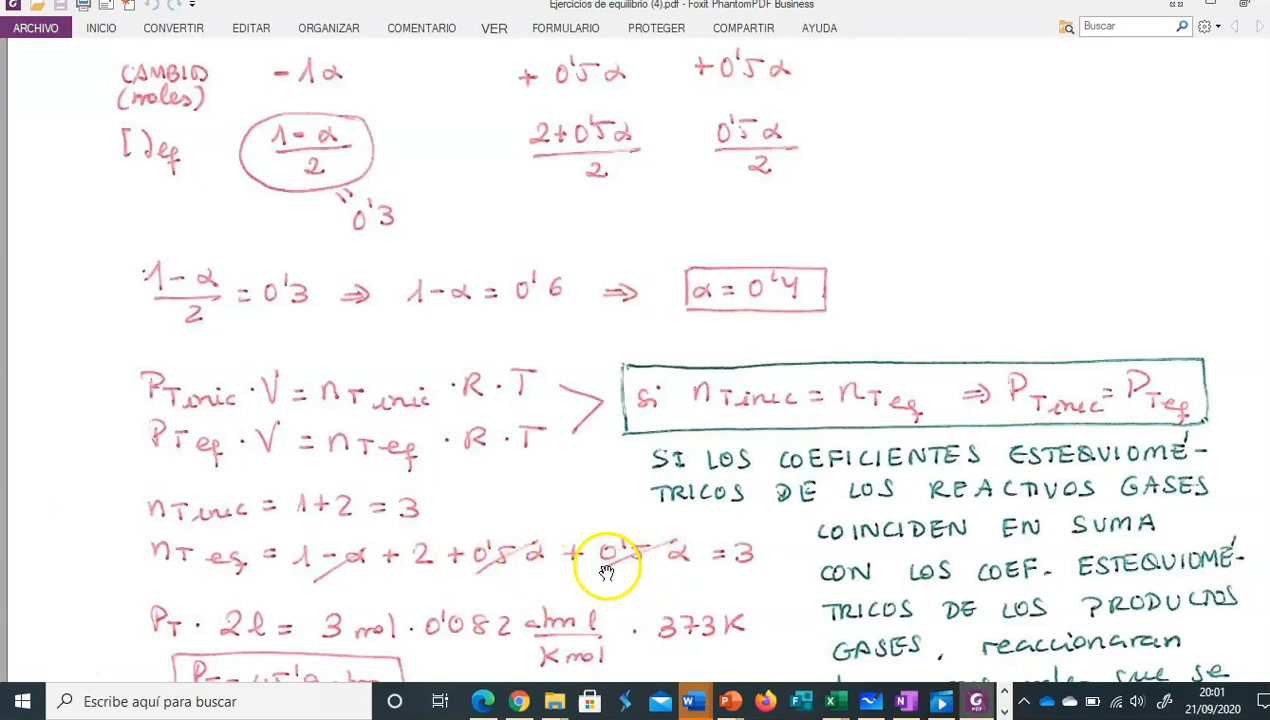 Ejercicios de equilibrio (4).pdf - Foxit PhantomPDF Business
ARCHIVO INICIO CONVERTIR EDITAR ORGANIZAR COMENTARIO VER FORMULARIO PROTEGER COMPARTIR AYUDA Buscar
CAMBIO - 1α + 0'5α + 0'5α
(moles)
[ ]eq (1-α)/2 (2+0'5α)/2 (0'5α)/2
0'3
(1-α)/2 = 0'3 ⇒ 1-α = 0'6 ⇒ α = 0'4
PTinic · V = nTinic · R · T
PTeq · V = nTeq · R · T
si nTinic = nTeq ⇒ PTinic = PTeq
SI LOS COEFICIENTES ESTEQUIOMÉ-
TRICOS DE LOS REACTIVOS GASES
COINCIDEN EN SUMA
CON LOS COEF. ESTEQUIOMÉ-
TRICOS DE LOS PRODUCTOS
GASES, reaccionaran
que se
nTinic = 1+2 = 3
nTeq = 1-α + 2 + 0'5α + 0'5α = 3
PT · 2l = 3 mol · 0'082 atm l / K mol · 373K
Escribe aquí para buscar
20:01
21/09/2020